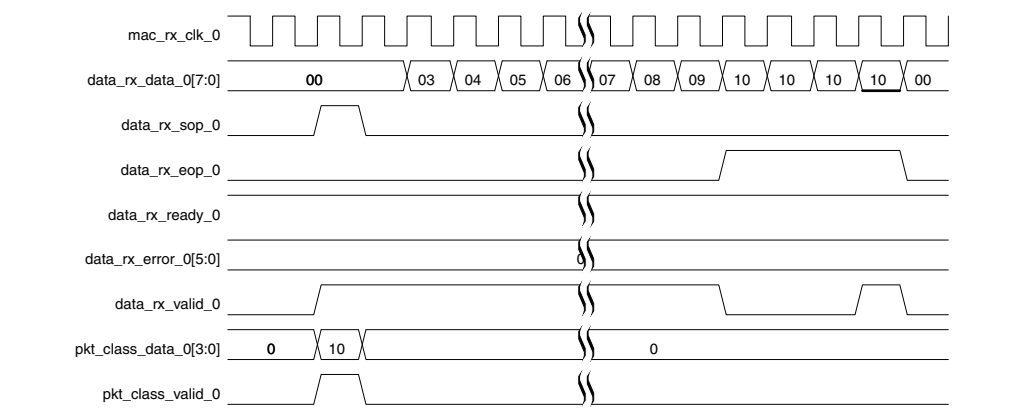 mac_rx_clk_0
data_rx_data_0[7:0] 00 03 04 05 06 07 08 09 10 10 10 10 00
data_rx_sop_0
data_rx_eop_0
data_rx_ready_0
data_rx_error_0[5:0] 0
data_rx_valid_0
pkt_class_data_0[3:0] 0 10 0
pkt_class_valid_0